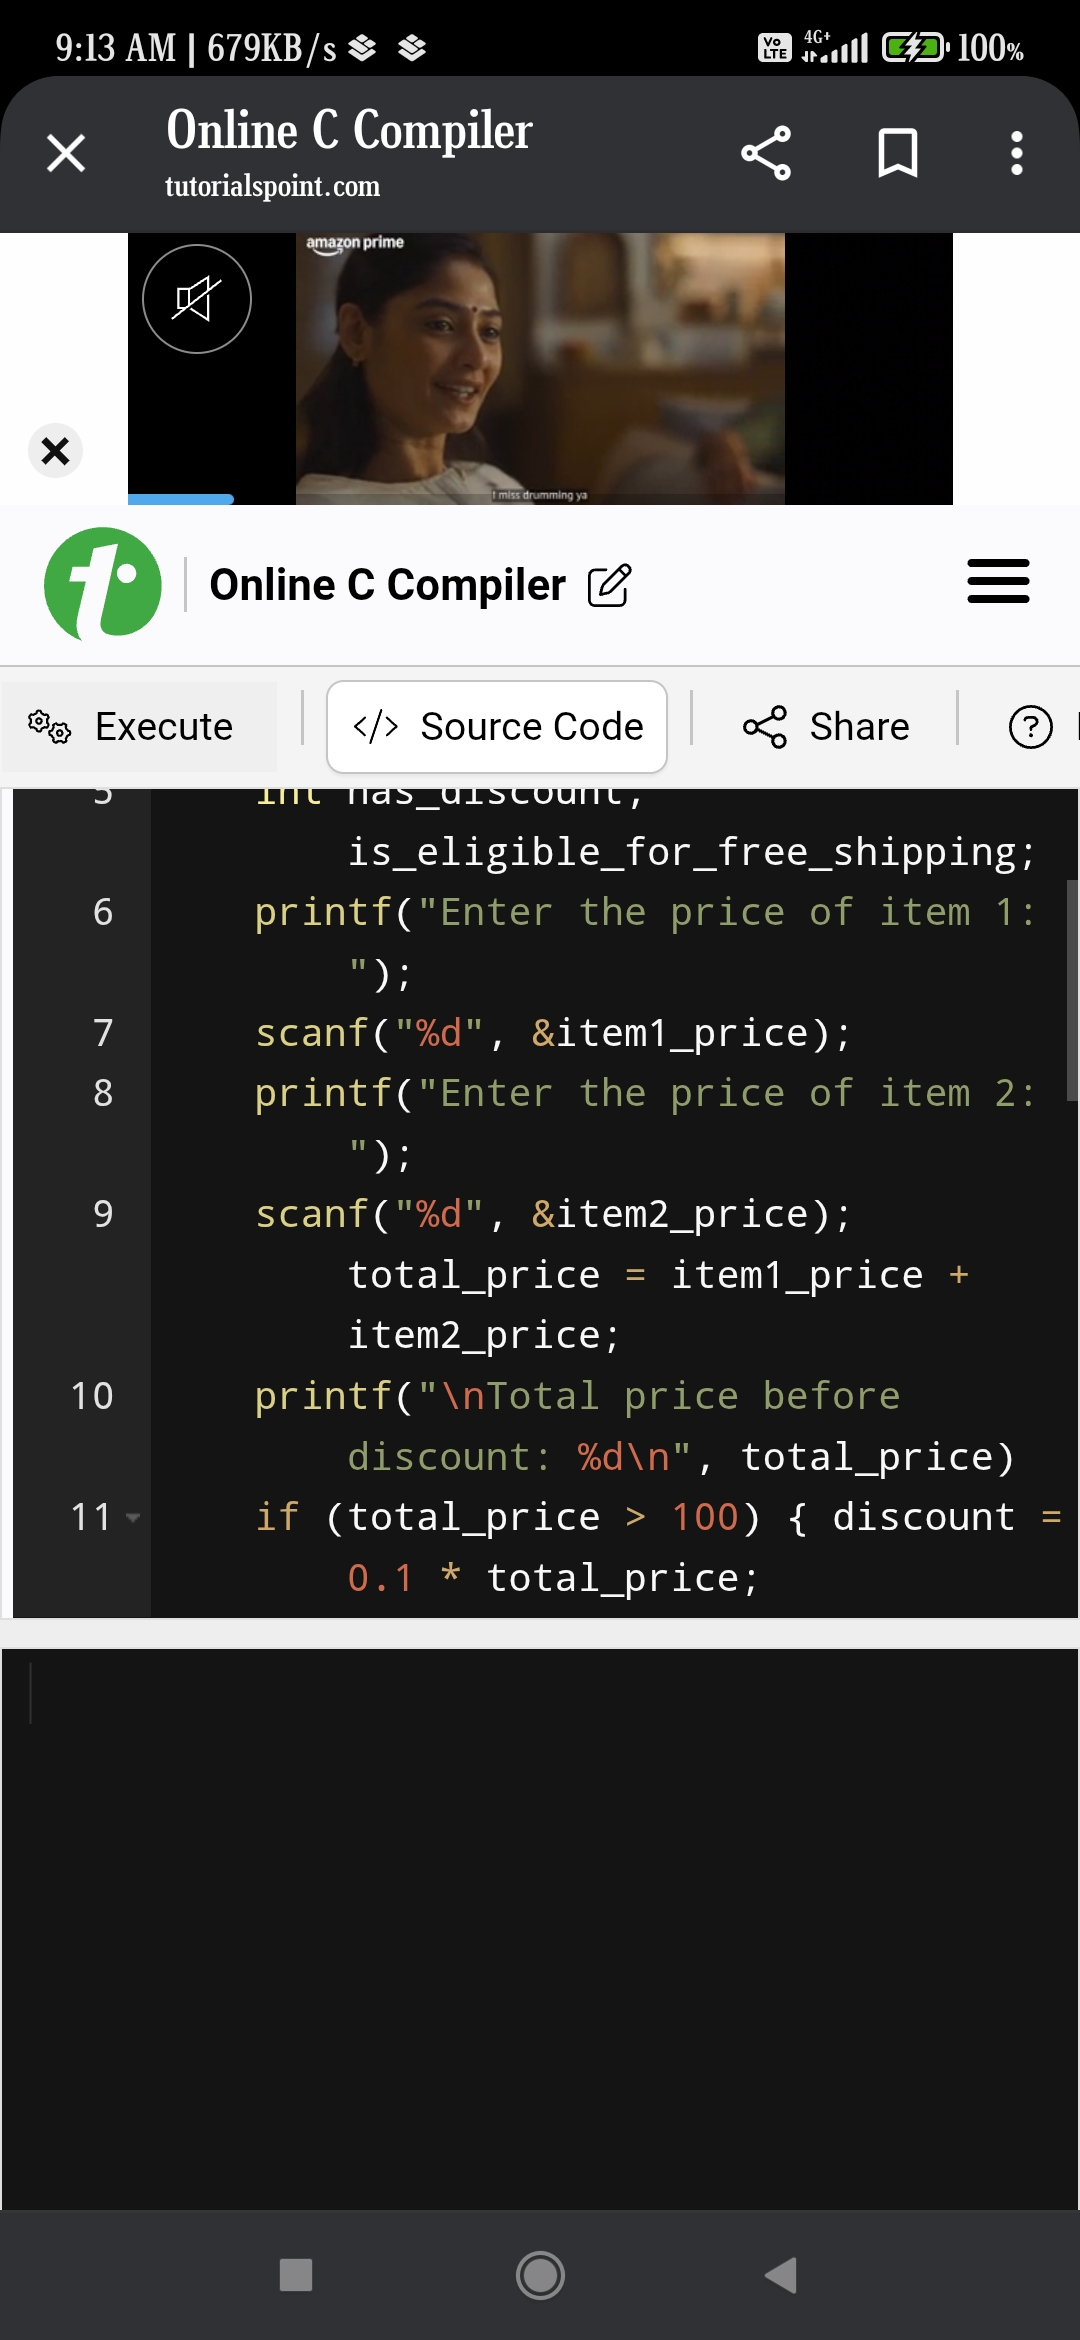 9:13 AM | 679KB/s
Vo LTE 4G+ 100%
Online C Compiler
tutorialspoint.com
amazon prime
I miss drumming ya
Online C Compiler
Execute </> Source Code Share ?
5 int has_discount,
is_eligible_for_free_shipping;
6 printf("Enter the price of item 1:
");
7 scanf("%d", &item1_price);
8 printf("Enter the price of item 2:
");
9 scanf("%d", &item2_price);
total_price = item1_price +
item2_price;
10 printf("\nTotal price before
discount: %d\n", total_price)
11 if (total_price > 100) { discount =
0.1 * total_price;